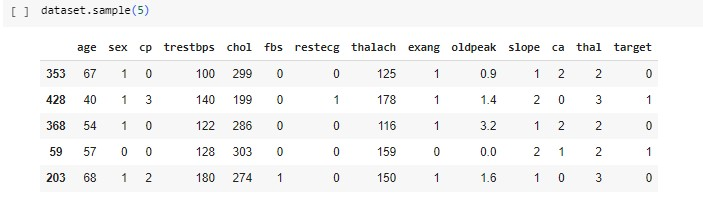 [ ] dataset.sample(5)
age sex cp trestbps chol fbs restecg thalach exang oldpeak slope ca thal target
353 67 1 0 100 299 0 0 125 1 0.9 1 2 2 0
428 40 1 3 140 199 0 1 178 1 1.4 2 0 3 1
368 54 1 0 122 286 0 0 116 1 3.2 1 2 2 0
59 57 0 0 128 303 0 0 159 0 0.0 2 1 2 1
203 68 1 2 180 274 1 0 150 1 1.6 1 0 3 0